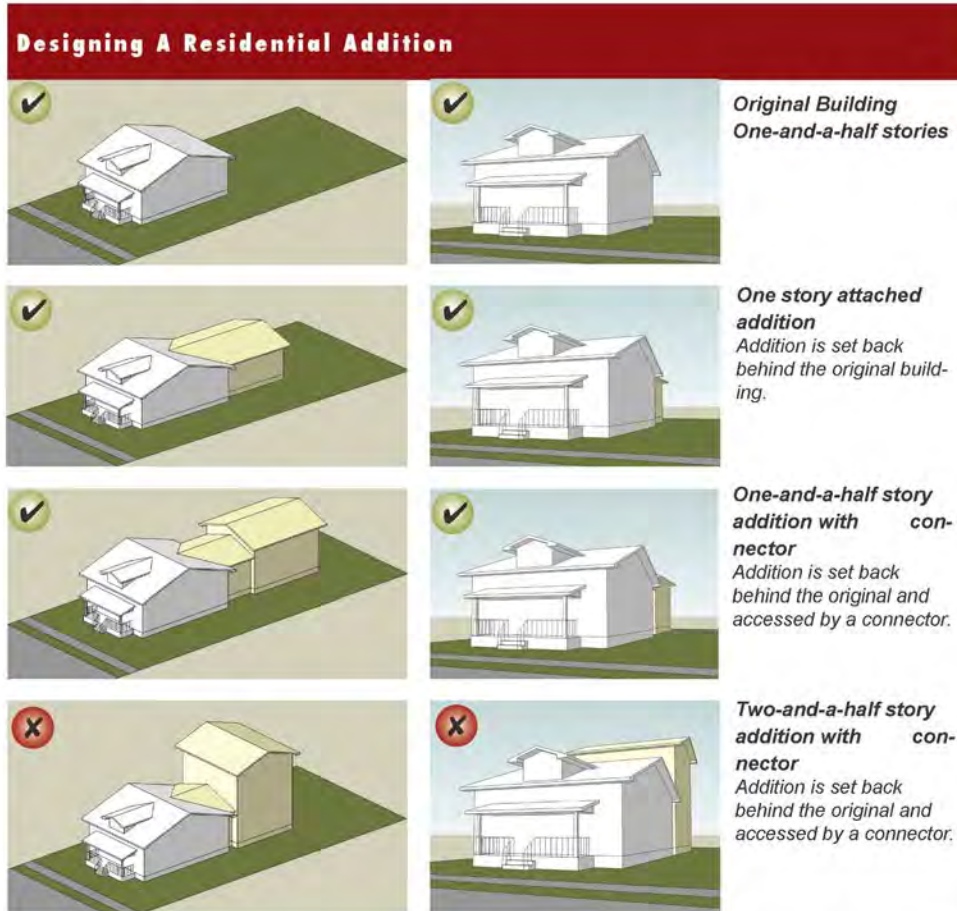 Designing A Residential Addition
Original Building
One-and-a-half stories
One story attached
addition
Addition is set back
behind the original build-
ing.
One-and-a-half story
addition with con-
nector
Addition is set back
behind the original and
accessed by a connector.
Two-and-a-half story
addition with con-
nector
Addition is set back
behind the original and
accessed by a connector.